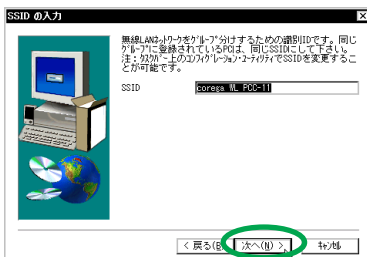 SSID の入力
無線LANﾈｯﾄﾜｰｸをｸﾞﾙｰﾌﾟ分けするための識別IDです。同じ
ｸﾞﾙｰﾌﾟに登録されているPCは、同じSSIDにして下さい。
注：ﾀｽｸﾊﾞｰ上のｺﾝﾌｨｸﾞﾚｰｼｮﾝ･ﾕｰﾃｨﾘﾃｨでSSIDを変更するこ
とが可能です。
SSID corega WL PCC-11
< 戻る(B) 次へ(N) > ｷｬﾝｾﾙ